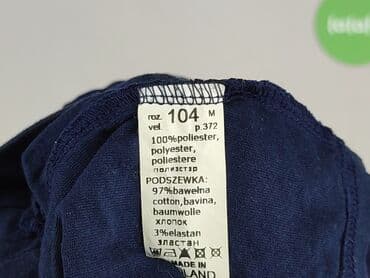 roz. 104 M
vel. p.372
100%poliester,
polyester,
poliestere
полиэстэр
PODSZEWKA:
97%bawełna
cotton,bavina,
baumwolle
хлопок
3%elastan
эластан
MADE IN
LAND